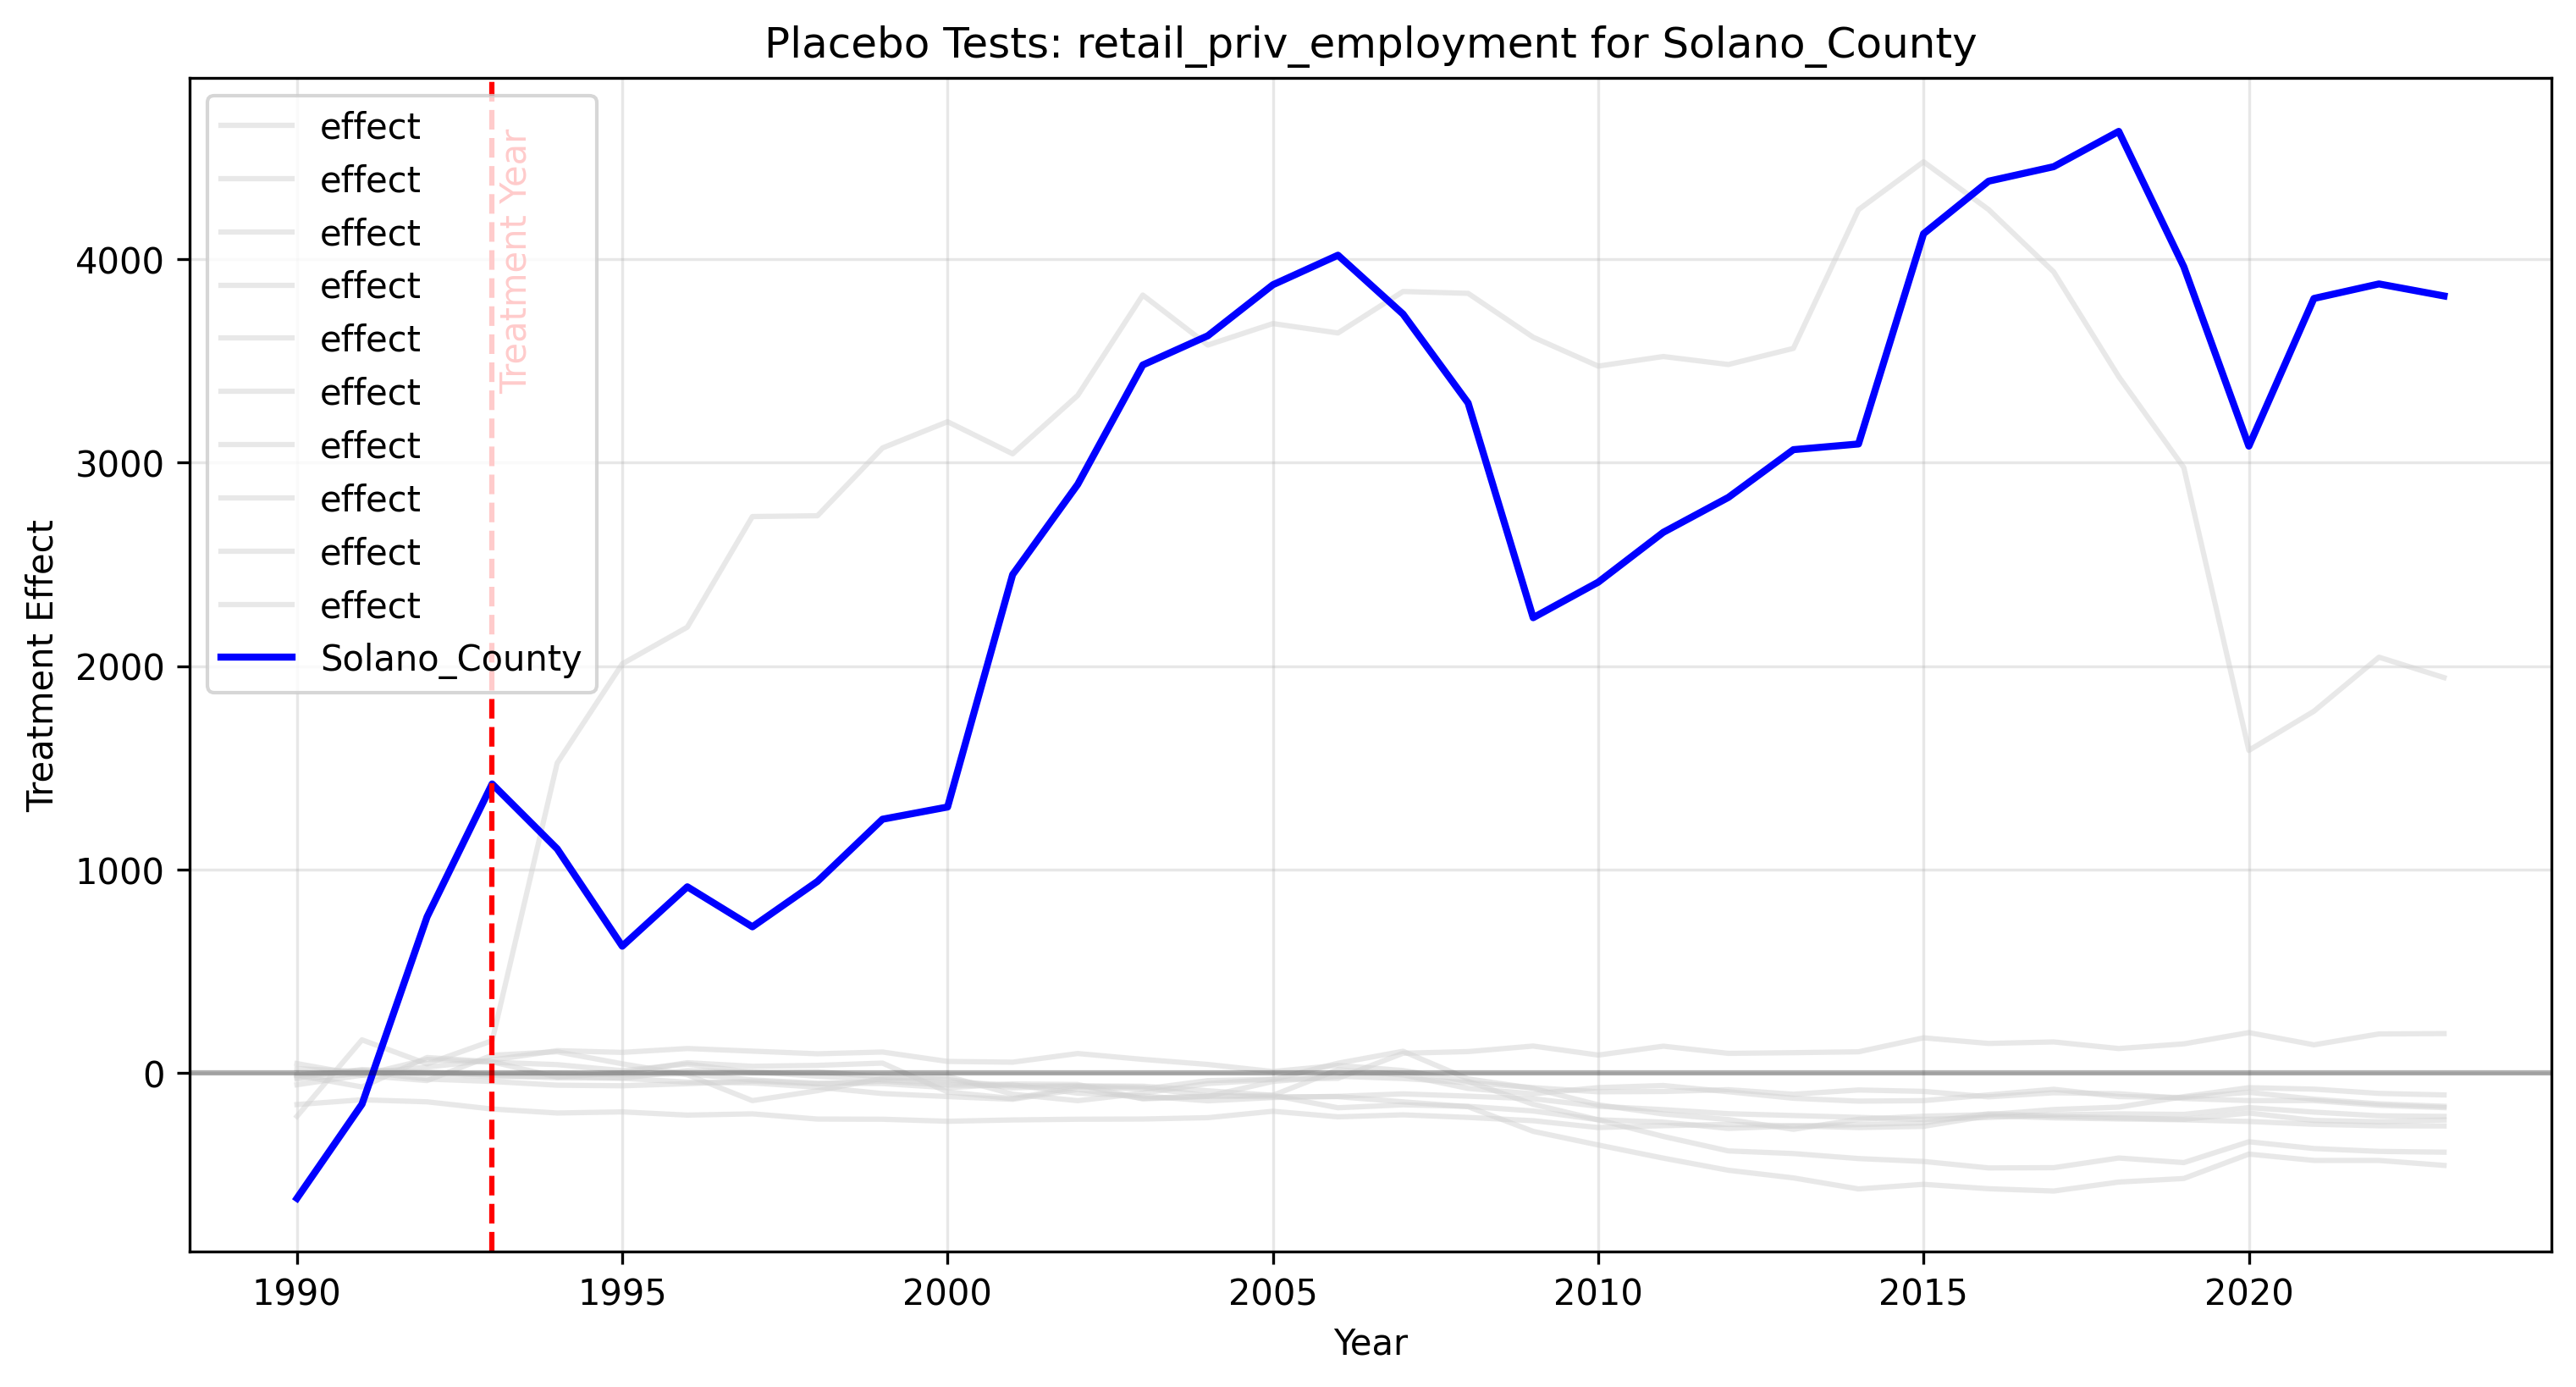 Placebo Tests: retail_priv_employment for Solano_County
effect
effect
effect
effect
effect
effect
effect
effect
effect
effect
Solano_County
Treatment Year
Treatment Effect
4000
3000
2000
1000
0
1990
1995
2000
2005
2010
2015
2020
Year